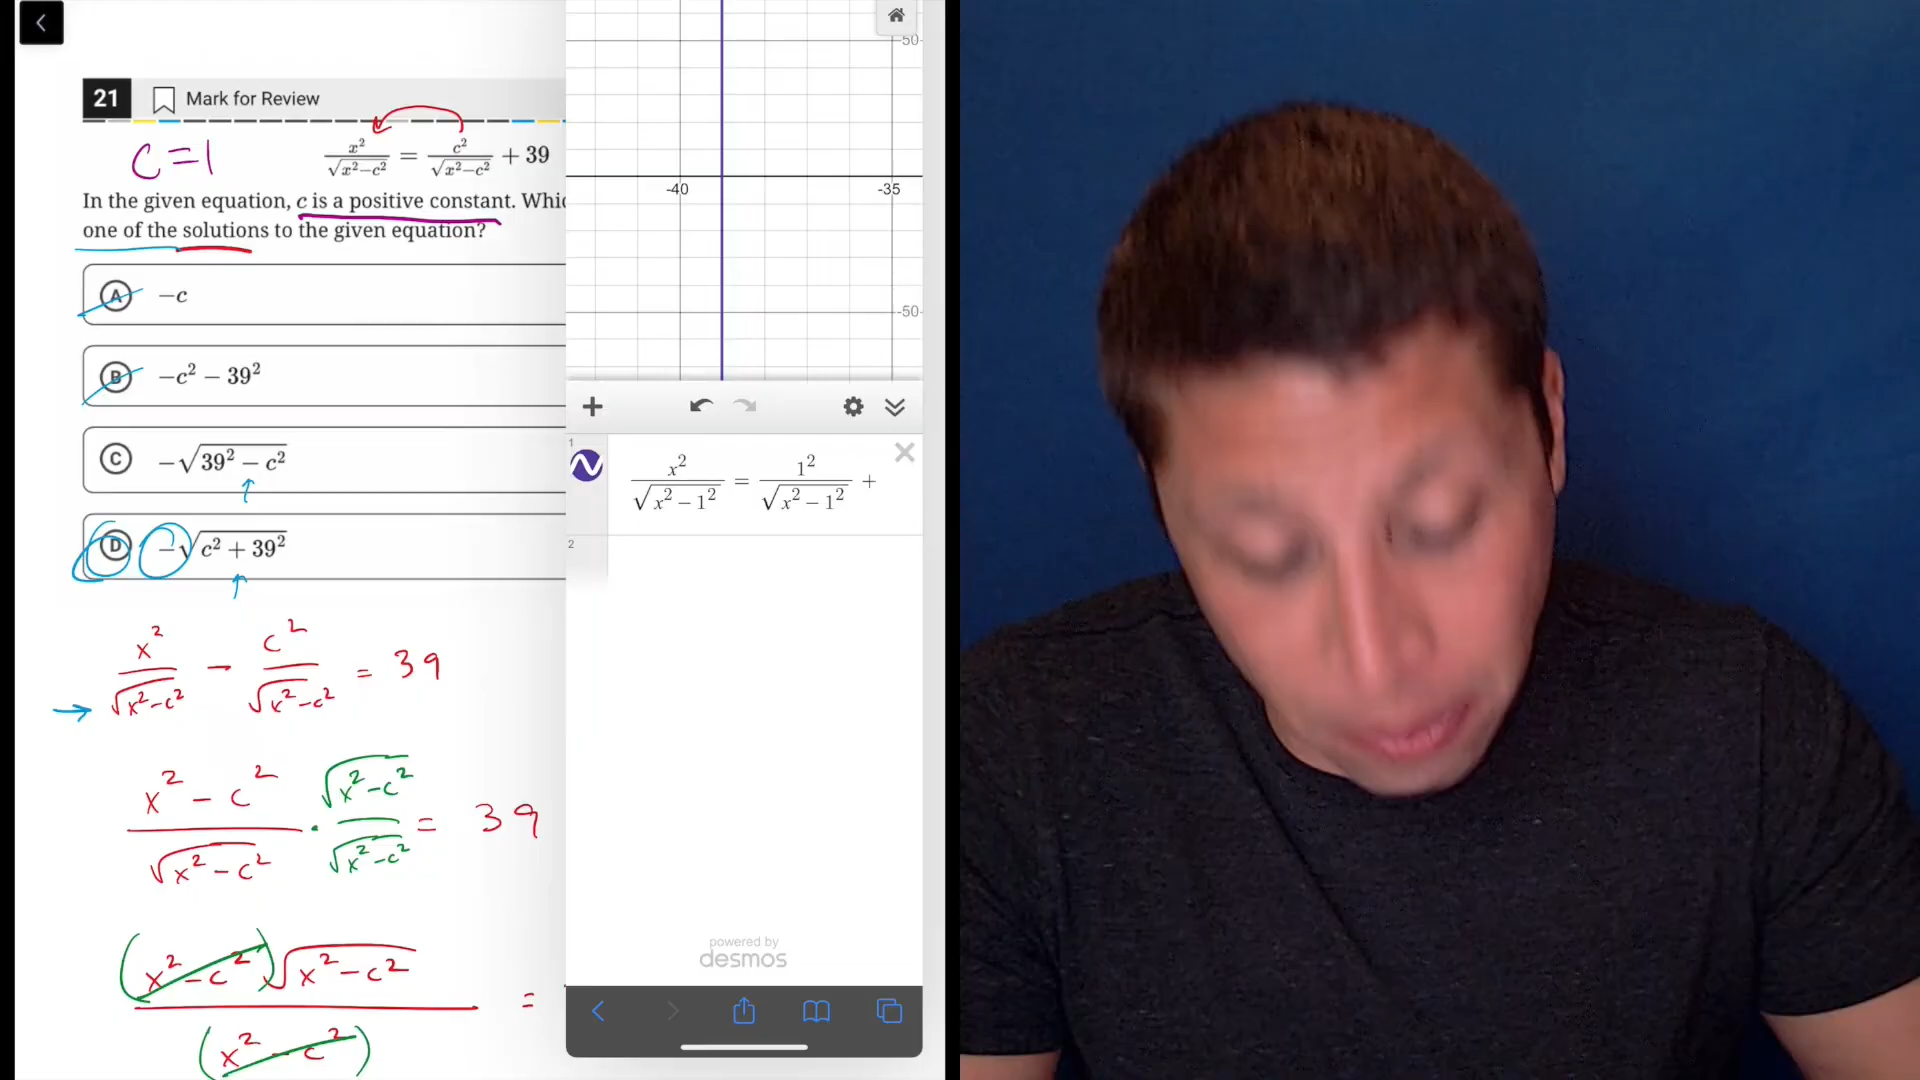 21 Mark for Review
c = 1
x²/√(x²−c²) = c²/√(x²−c²) + 39
In the given equation, c is a positive constant.
one of the solutions to the given equation?
A −c
B −c² − 39²
C −√(39² − c²)
D −√(c² + 39²)
x²/√(x²−c²) − c²/√(x²−c²) = 39
(x² − c²)/√(x²−c²) · √(x²−c²)/√(x²−c²) = 39
(x²−c²)√(x²−c²)/(x²−c²) =
50
-40 -35
-50
1
x²/√(x²−1²) = 1²/√(x²−1²) +
2
powered by
desmos